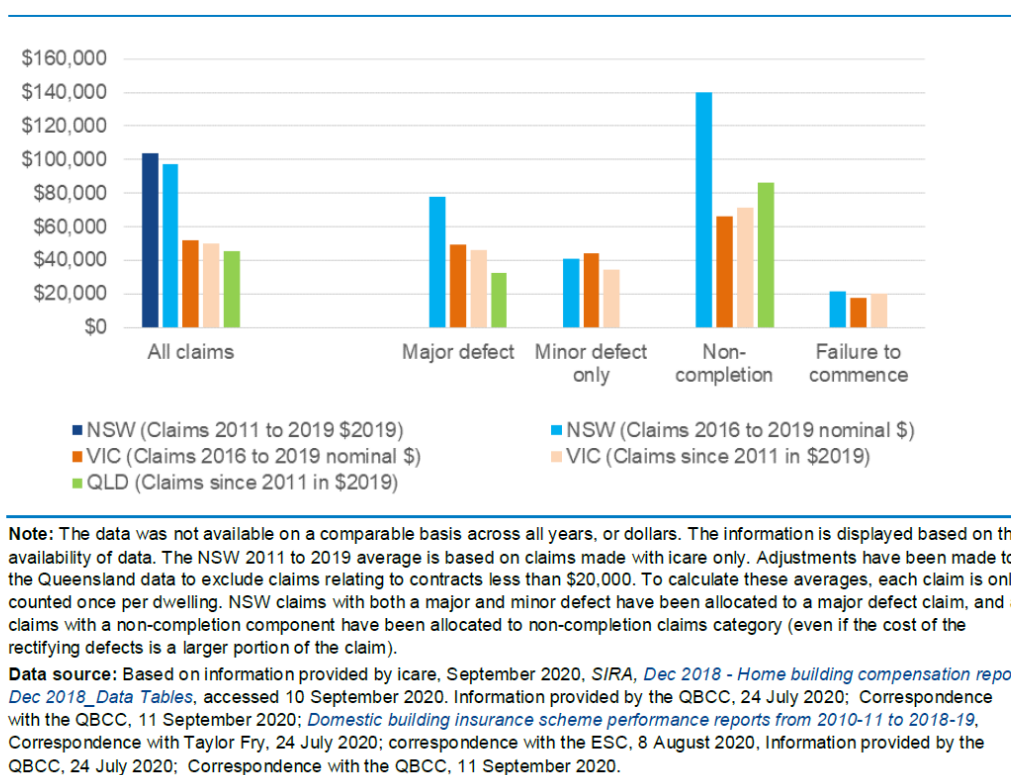 $160,000
$140,000
$120,000
$100,000
$80,000
$60,000
$40,000
$20,000
$0
All claims
Major defect
Minor defect only
Non-completion
Failure to commence
NSW (Claims 2011 to 2019 $2019)
NSW (Claims 2016 to 2019 nominal $)
VIC (Claims 2016 to 2019 nominal $)
VIC (Claims since 2011 in $2019)
QLD (Claims since 2011 in $2019)
Note: The data was not available on a comparable basis across all years, or dollars. The information is displayed based on th
availability of data. The NSW 2011 to 2019 average is based on claims made with icare only. Adjustments have been made to
the Queensland data to exclude claims relating to contracts less than $20,000. To calculate these averages, each claim is onl
counted once per dwelling. NSW claims with both a major and minor defect have been allocated to a major defect claim, and
claims with a non-completion component have been allocated to non-completion claims category (even if the cost of the
rectifying defects is a larger portion of the claim).
Data source: Based on information provided by icare, September 2020, SIRA, Dec 2018 - Home building compensation repo
Dec 2018_Data Tables, accessed 10 September 2020. Information provided by the QBCC, 24 July 2020; Correspondence
with the QBCC, 11 September 2020; Domestic building insurance scheme performance reports from 2010-11 to 2018-19,
Correspondence with Taylor Fry, 24 July 2020; correspondence with the ESC, 8 August 2020, Information provided by the
QBCC, 24 July 2020; Correspondence with the QBCC, 11 September 2020.